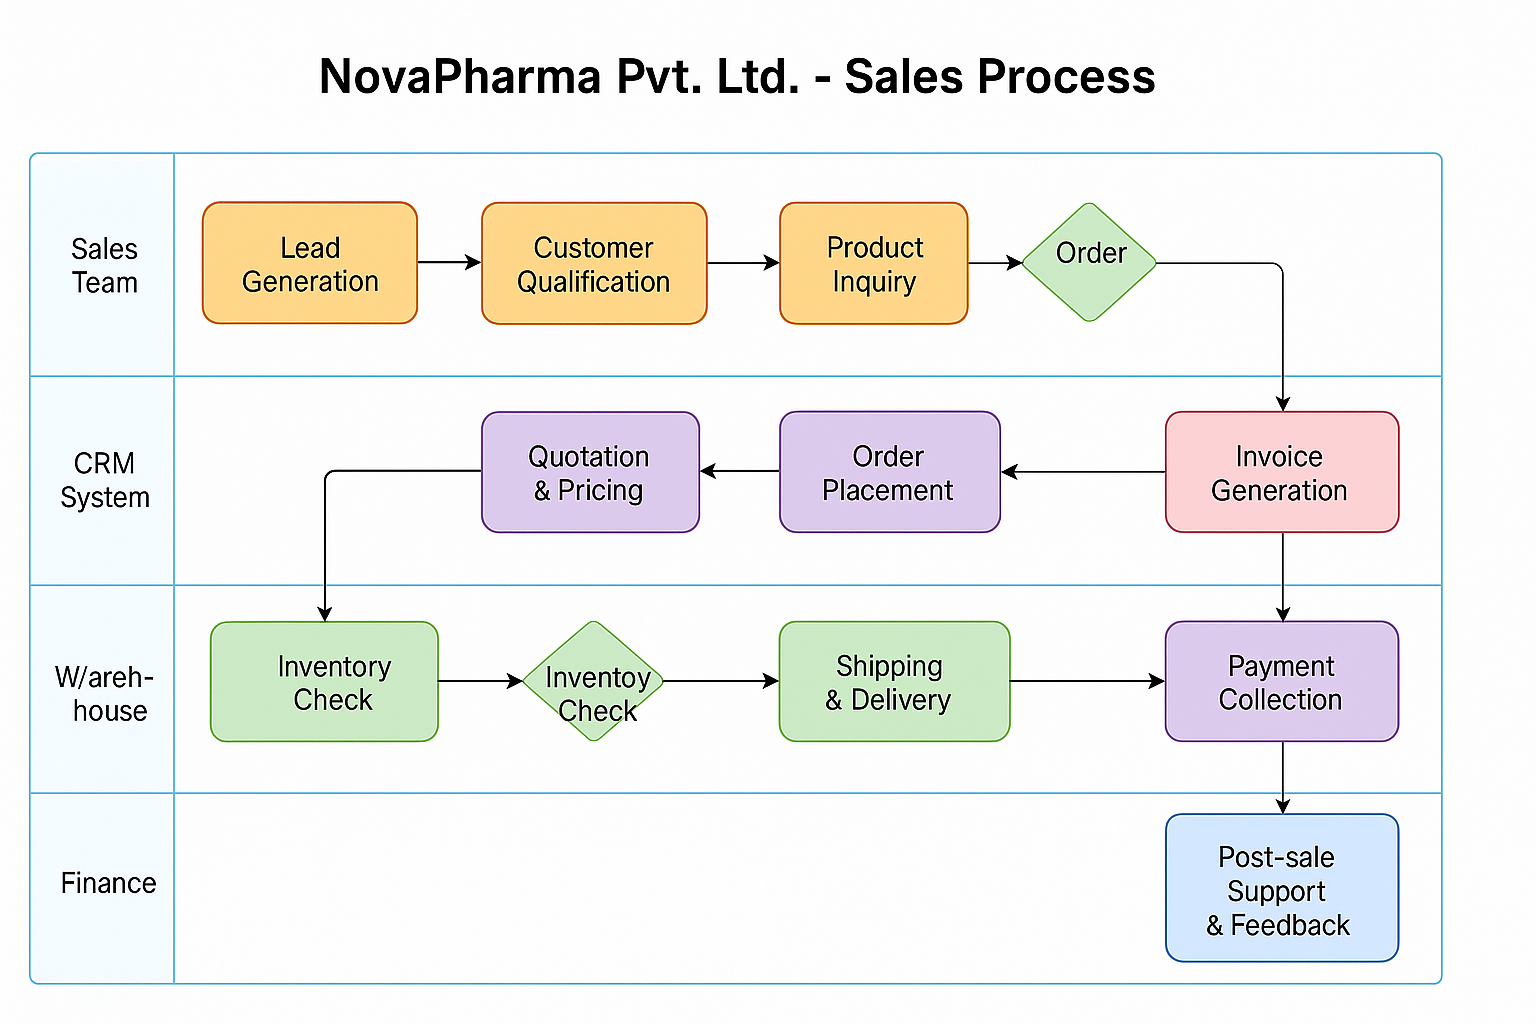 NovaPharma Pvt. Ltd. - Sales Process
Sales
Team
Lead
Generation
Customer
Qualification
Product
Inquiry
Order
CRM
System
Quotation
& Pricing
Order
Placement
Invoice
Generation
W/areh-
house
Inventory
Check
Inventoy
Check
Shipping
& Delivery
Payment
Collection
Finance
Post-sale
Support
& Feedback